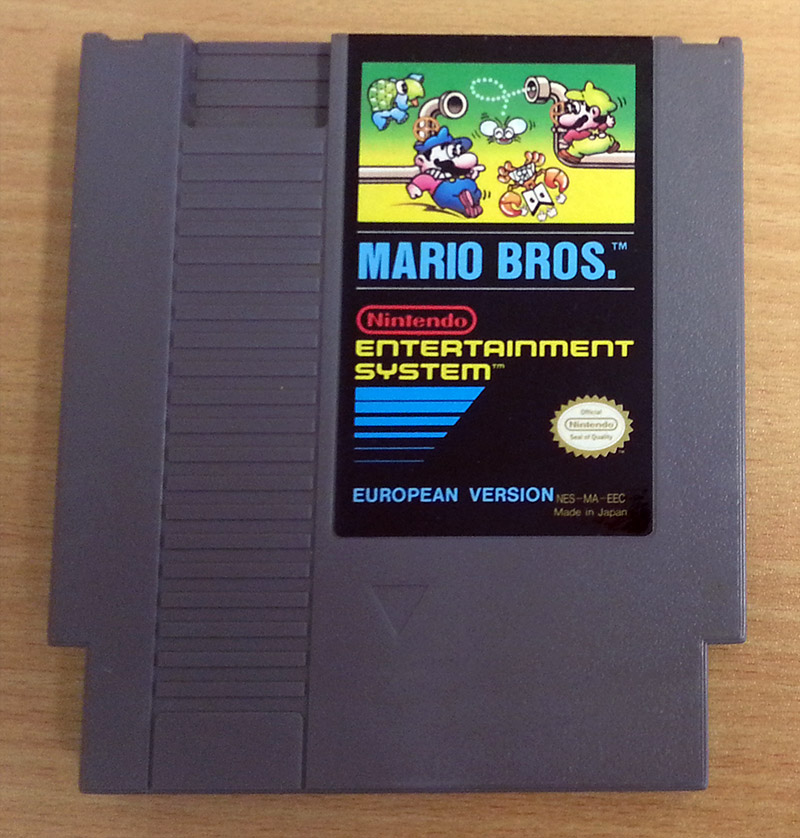 MARIO BROS.™
Nintendo
ENTERTAINMENT
SYSTEM™
Official
Nintendo
Seal of Quality
™
EUROPEAN VERSION NES-MA-EEC
Made in Japan